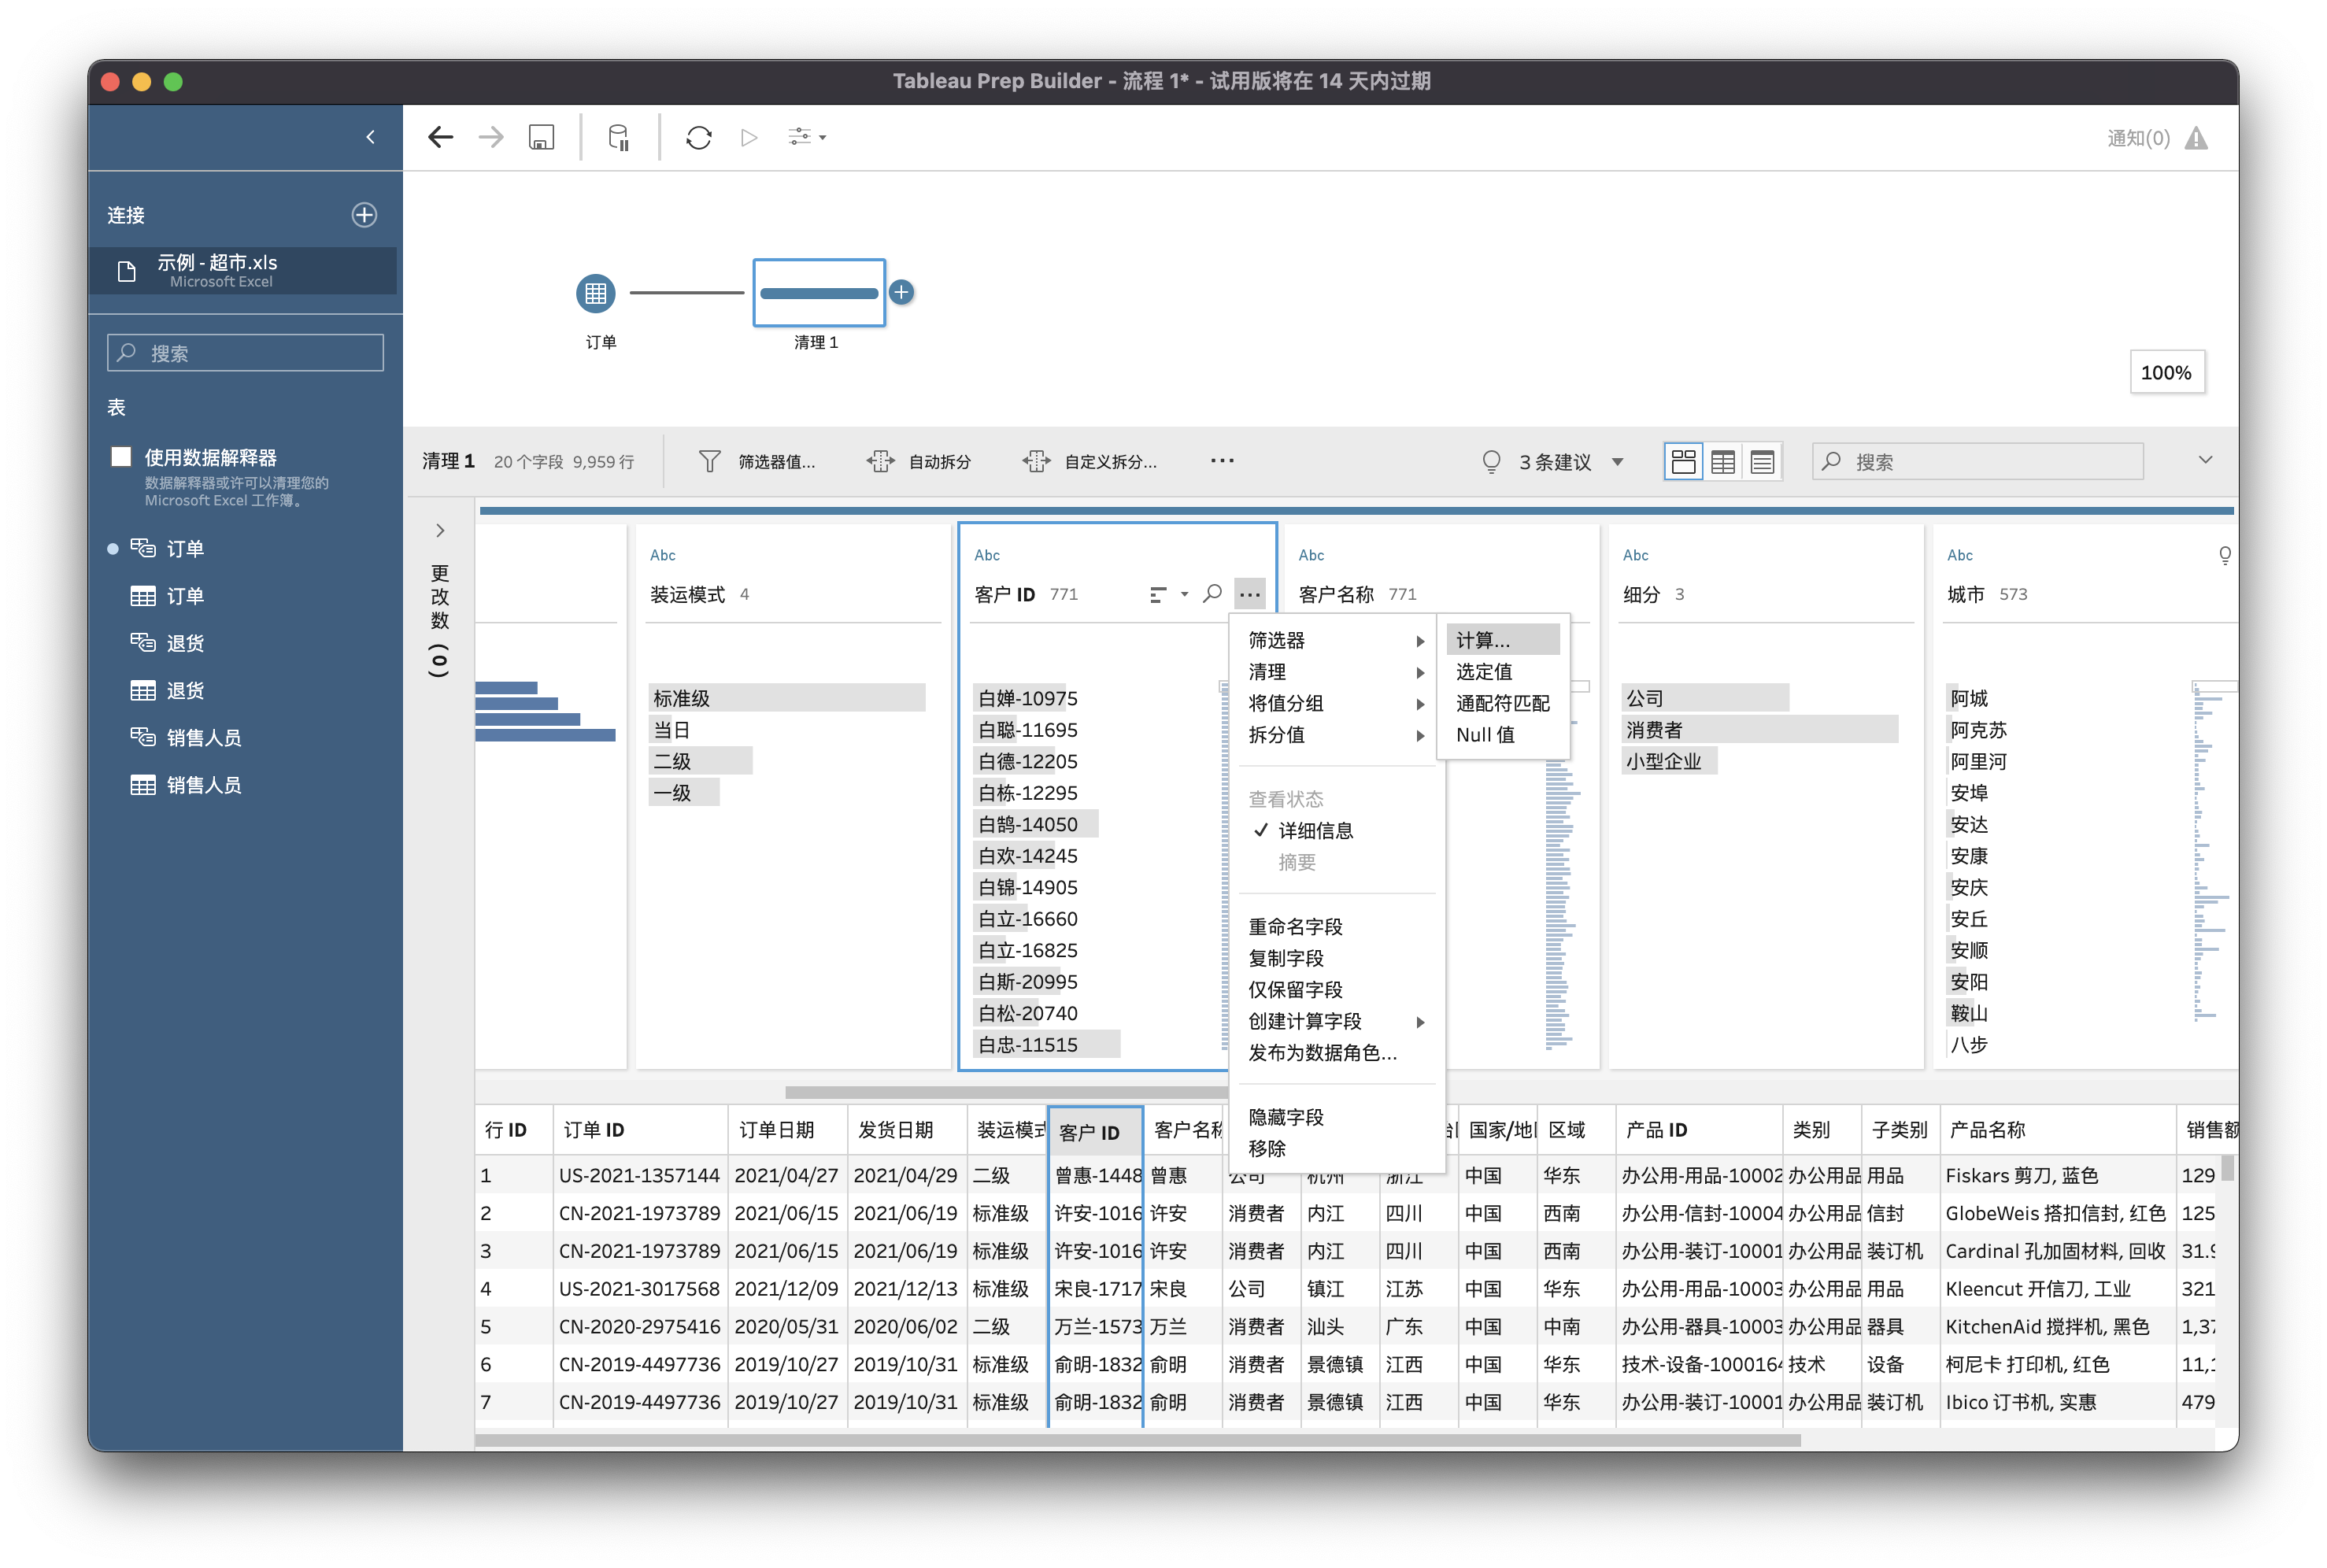 Tableau Prep Builder - 流程 1* - 试用版将在 14 天内过期
通知(0)
连接
示例 - 超市.xls
Microsoft Excel
搜索
表
使用数据解释器
数据解释器或许可以清理您的
Microsoft Excel 工作簿。
订单
订单
退货
退货
销售人员
销售人员
订单
清理 1
100%
清理 1 20 个字段 9,959 行
筛选器值...
自动拆分
自定义拆分...
3 条建议
搜索
更改数 (0)
Abc
装运模式 4
标准级
当日
二级
一级
Abc
客户 ID 771
白婵-10975
白聪-11695
白德-12205
白栋-12295
白鹄-14050
白欢-14245
白锦-14905
白立-16660
白立-16825
白斯-20995
白松-20740
白忠-11515
Abc
客户名称 771
筛选器
清理
将值分组
拆分值
查看状态
详细信息
摘要
重命名字段
复制字段
仅保留字段
创建计算字段
发布为数据角色...
隐藏字段
移除
计算...
选定值
通配符匹配
Null 值
Abc
细分 3
公司
消费者
小型企业
Abc
城市 573
阿城
阿克苏
阿里河
安埠
安达
安康
安庆
安丘
安顺
安阳
鞍山
八步
行 ID 订单 ID 订单日期 发货日期 装运模式 客户 ID 客户名称 国家/地 区域 产品 ID 类别 子类别 产品名称 销售额
1 US-2021-1357144 2021/04/27 2021/04/29 二级 曾惠-1448 曾惠 公司 杭州 浙江 中国 华东 办公用-用品-10002 办公用品 用品 Fiskars 剪刀, 蓝色 129
2 CN-2021-1973789 2021/06/15 2021/06/19 标准级 许安-1016 许安 消费者 内江 四川 中国 西南 办公用-信封-10004 办公用品 信封 GlobeWeis 搭扣信封, 红色 125
3 CN-2021-1973789 2021/06/15 2021/06/19 标准级 许安-1016 许安 消费者 内江 四川 中国 西南 办公用-装订-10001 办公用品 装订机 Cardinal 孔加固材料, 回收 31.9
4 US-2021-3017568 2021/12/09 2021/12/13 标准级 宋良-1717 宋良 公司 镇江 江苏 中国 华东 办公用-用品-10003 办公用品 用品 Kleencut 开信刀, 工业 321
5 CN-2020-2975416 2020/05/31 2020/06/02 二级 万兰-1573 万兰 消费者 汕头 广东 中国 中南 办公用-器具-10003 办公用品 器具 KitchenAid 搅拌机, 黑色 1,37
6 CN-2019-4497736 2019/10/27 2019/10/31 标准级 俞明-1832 俞明 消费者 景德镇 江西 中国 华东 技术-设备-1000164 技术 设备 柯尼卡 打印机, 红色 11,1
7 CN-2019-4497736 2019/10/27 2019/10/31 标准级 俞明-1832 俞明 消费者 景德镇 江西 中国 华东 办公用-装订-10001 办公用品 装订机 Ibico 订书机, 实惠 479